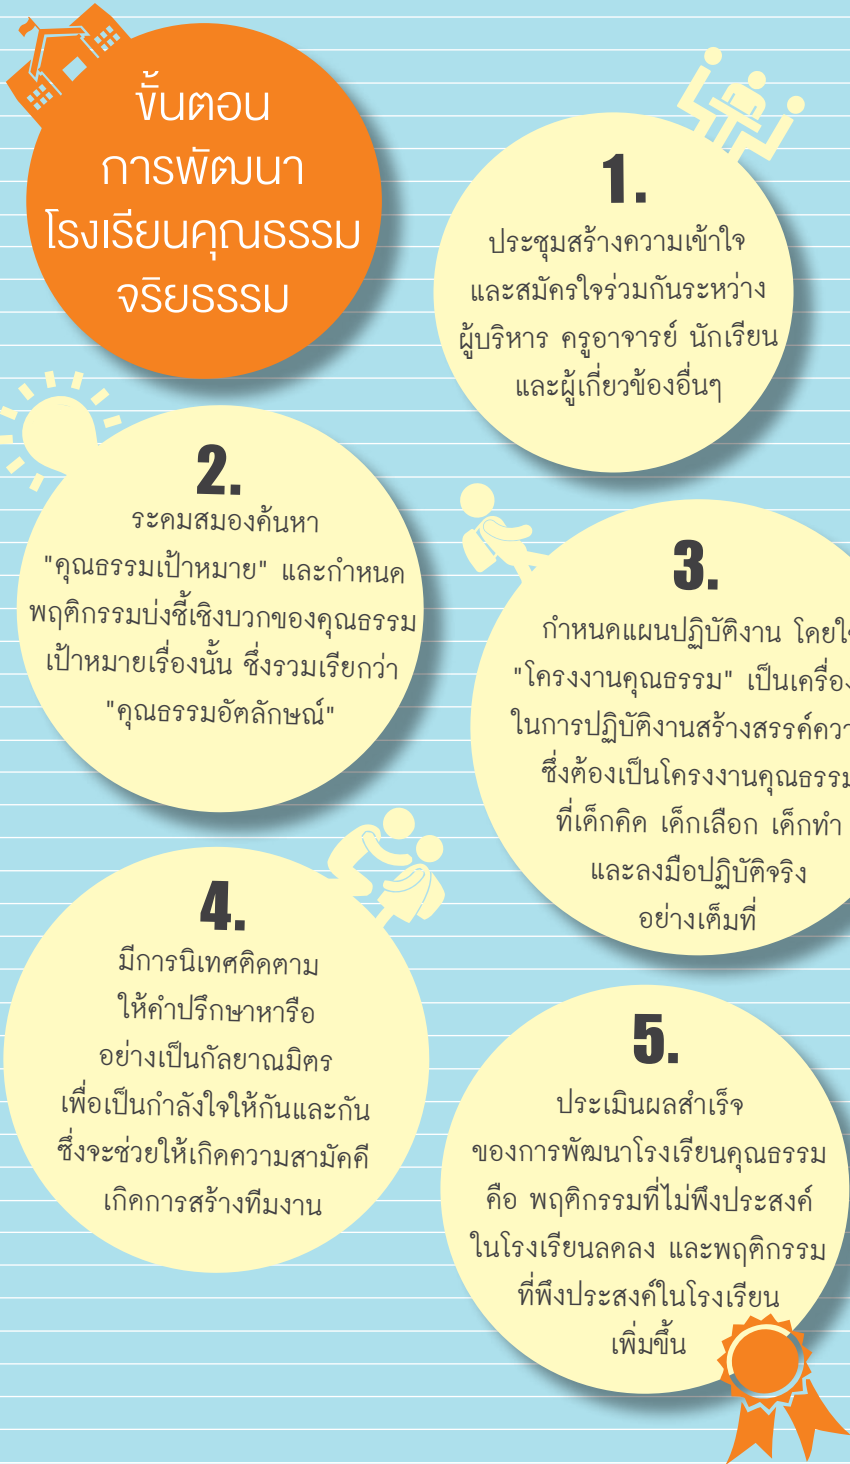 ขั้นตอน
การพัฒนา
โรงเรียนคุณธรรม
จริยธรรม
1.
ประชุมสร้างความเข้าใจ
และสมัครใจร่วมกันระหว่าง
ผู้บริหาร ครูอาจารย์ นักเรียน
และผู้เกี่ยวข้องอื่นๆ
2.
ระดมสมองค้นหา
"คุณธรรมเป้าหมาย" และกำหนด
พฤติกรรมบ่งชี้เชิงบวกของคุณธรรม
เป้าหมายเรื่องนั้น ซึ่งรวมเรียกว่า
"คุณธรรมอัตลักษณ์"
3.
กำหนดแผนปฏิบัติงาน
"โครงงานคุณธรรม"
ในการปฏิบัติงานสร้างสรรค์
ซึ่งต้องเป็นโครงงานคุณธรรม
ที่เด็กคิด เด็กเลือก เด็กทำ
และลงมือปฏิบัติจริง
อย่างเต็มที่
4.
มีการนิเทศติดตาม
ให้คำปรึกษาหารือ
อย่างเป็นกัลยาณมิตร
เพื่อเป็นกำลังใจให้กันและกัน
ซึ่งจะช่วยให้เกิดความสามัคคี
เกิดการสร้างทีมงาน
5.
ประเมินผลสำเร็จ
ของการพัฒนาโรงเรียนคุณธรรม
คือ พฤติกรรมที่ไม่พึงประสงค์
ในโรงเรียนลดลง และพฤติกรรม
ที่พึงประสงค์ในโรงเรียน
เพิ่มขึ้น